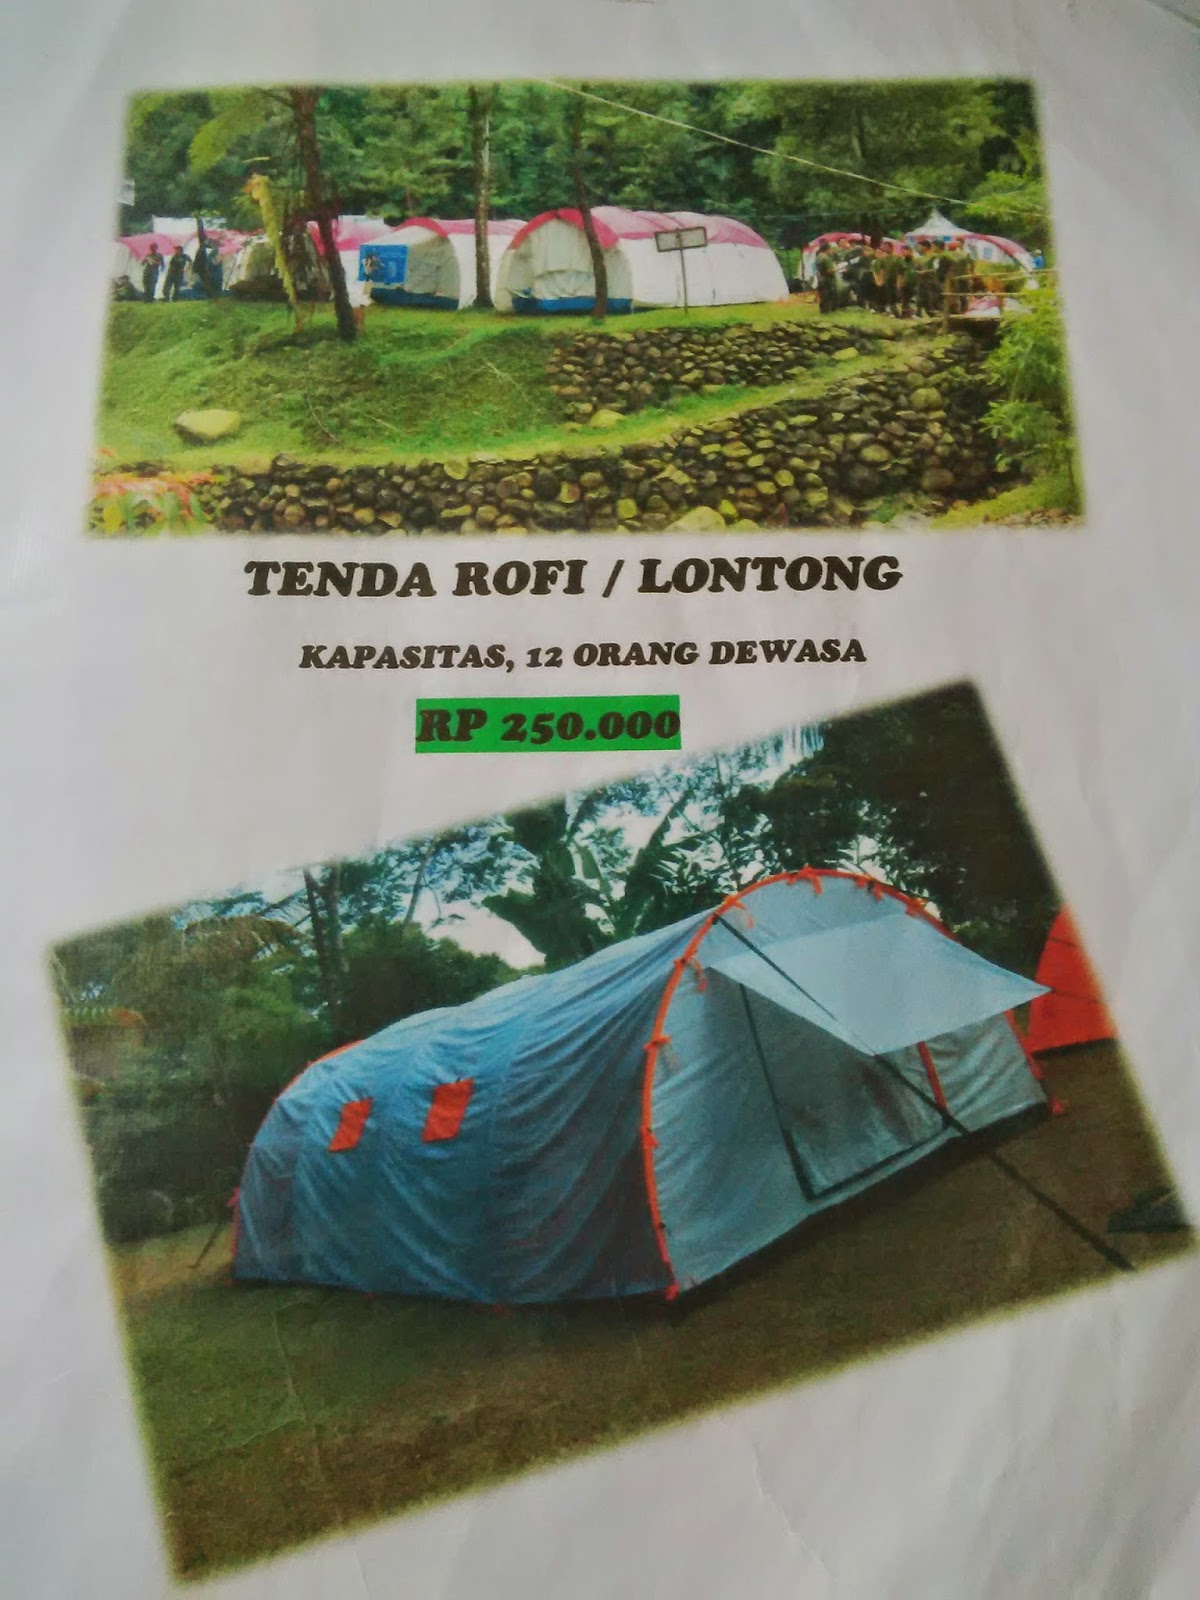 TENDA ROFI / LONTONG
KAPASITAS, 12 ORANG DEWASA
RP 250.000